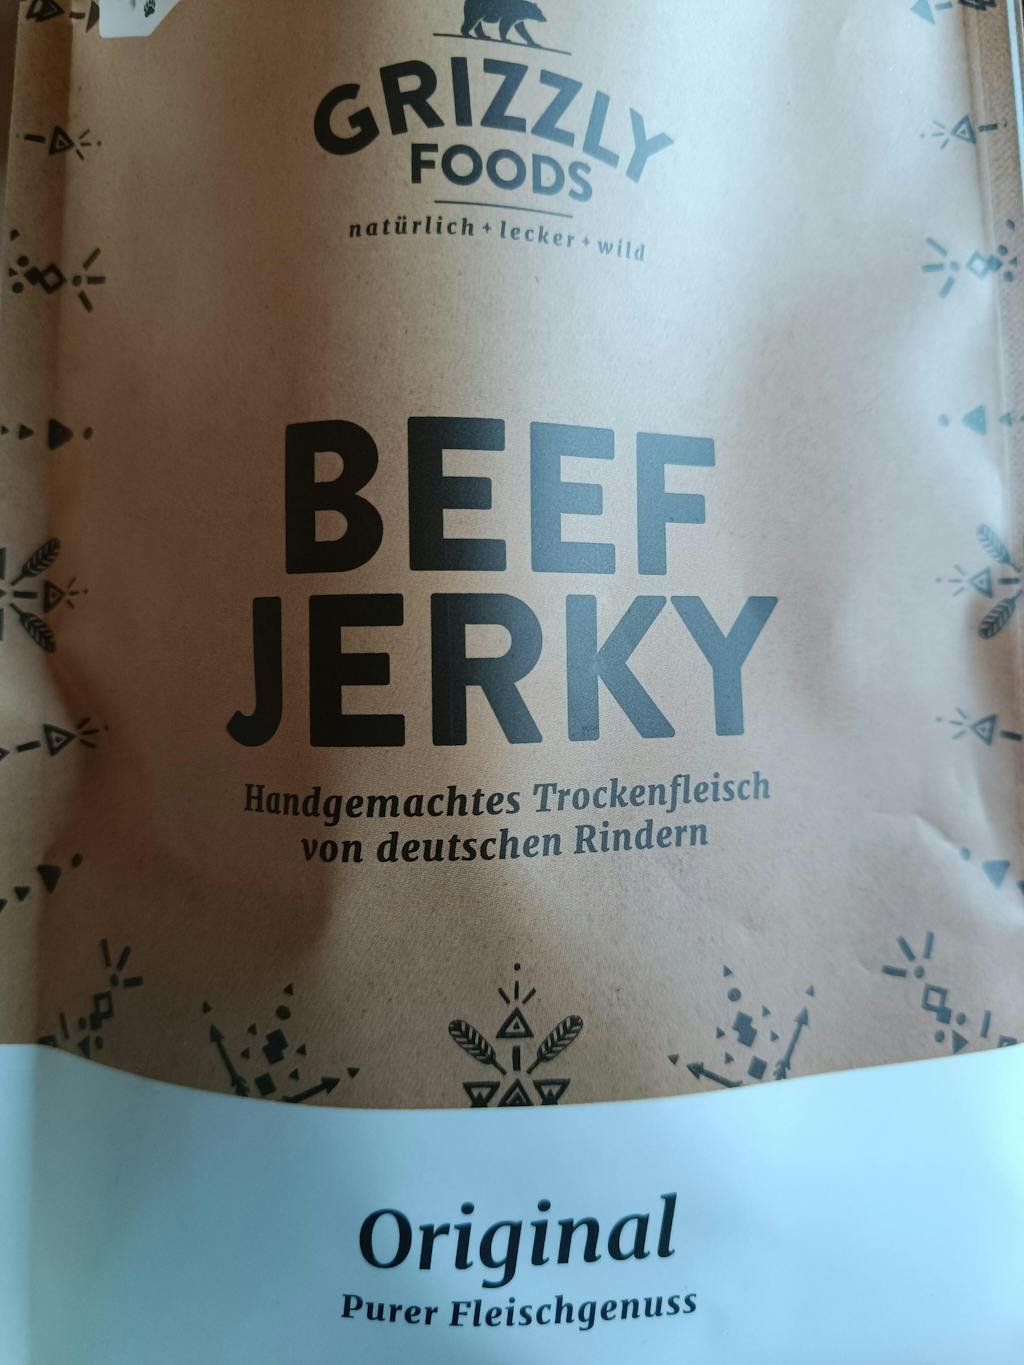 GRIZZLY
FOODS
natürlich + lecker + wild
BEEF
JERKY
Handgemachtes Trockenfleisch
von deutschen Rindern
Original
Purer Fleischgenuss